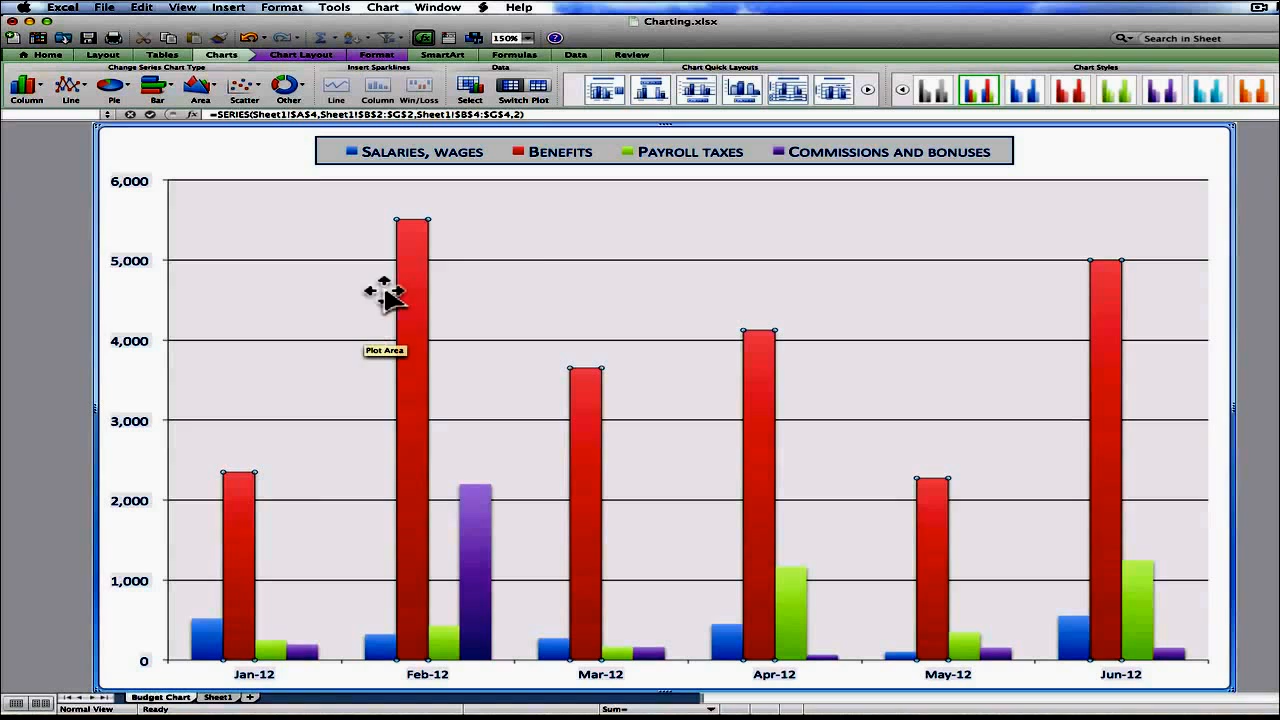 Excel File Edit View Insert Format Tools Chart Window Help
Charting.xlsx
150% Search in Sheet
Home Layout Tables Charts Chart Layout Format SmartArt Formulas Data Review
Change Series Chart Type Insert Sparklines Data Chart Quick Layouts Chart Styles
Column Line Pie Bar Area Scatter Other Line Column Win/Loss Select Switch Plot
fx =SERIES(Sheet1!$A$4,Sheet1!$B$2:$G$2,Sheet1!$B$4:$G$4,2)
Salaries, wages Benefits Payroll taxes Commissions and bonuses
6,000
5,000
4,000
Plot Area
3,000
2,000
1,000
0
Jan-12 Feb-12 Mar-12 Apr-12 May-12 Jun-12
Budget Chart Sheet1 +
Normal View Ready Sum=